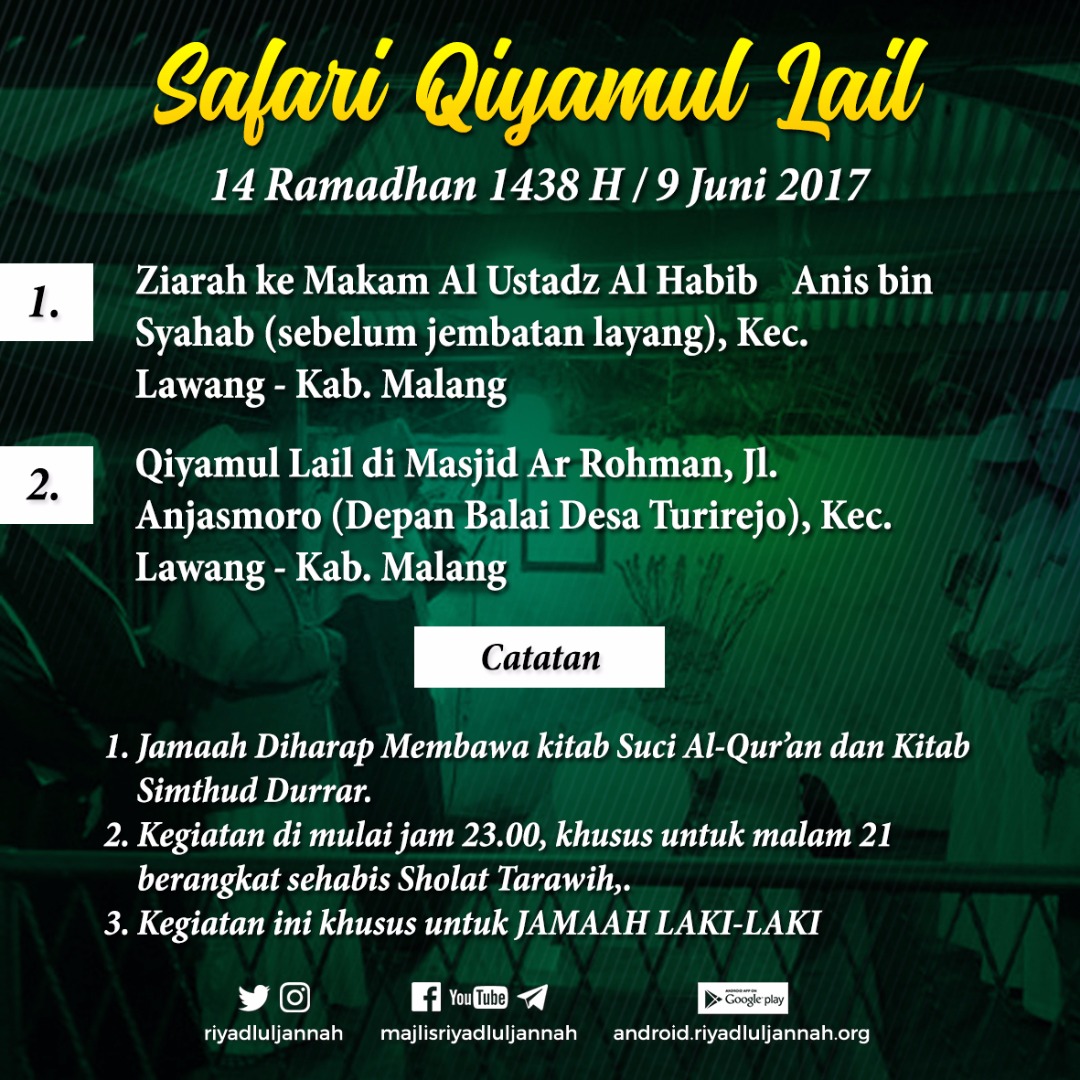 Safari Qiyamul Lail
14 Ramadhan 1438 H / 9 Juni 2017
1.
Ziarah ke Makam Al Ustadz Al Habib Anis bin
Syahab (sebelum jembatan layang), Kec.
Lawang - Kab. Malang
2.
Qiyamul Lail di Masjid Ar Rohman, Jl.
Anjasmoro (Depan Balai Desa Turirejo), Kec.
Lawang - Kab. Malang
Catatan
1. Jamaah Diharap Membawa kitab Suci Al-Qur’an dan Kitab
Simthud Durrar.
2. Kegiatan di mulai jam 23.00, khusus untuk malam 21
berangkat sehabis Sholat Tarawih,.
3. Kegiatan ini khusus untuk JAMAAH LAKI-LAKI
riyadluljannah
YouTube
majlisriyadluljannah
ANDROID APP ON
Google play
android.riyadluljannah.org